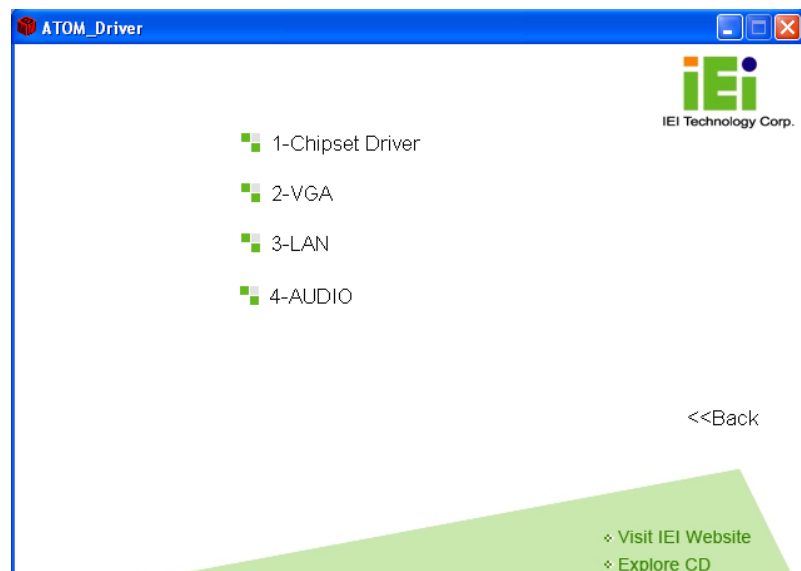 ATOM_Driver
iEi
IEI Technology Corp.
1-Chipset Driver
2-VGA
3-LAN
4-AUDIO
<<Back
Visit IEI Website
Explore CD